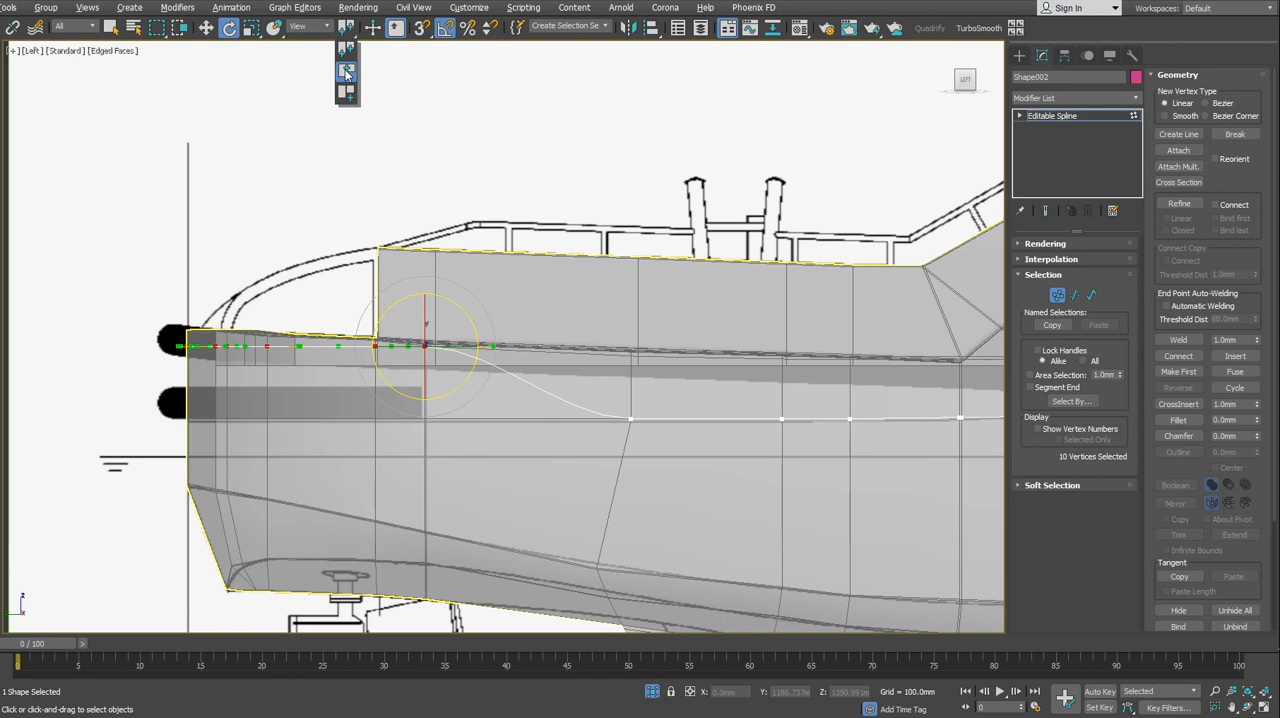 Tools Group Views Create Modifiers Animation Graph Editors Rendering Civil View Customize Scripting Content Arnold Corona Help Phoenix FD Sign In Workspaces: Default
All View Create Selection Se Quadrify TurboSmooth
[+] [Left] [Standard] [Edged Faces]
LEFT
y
z
x
Shape002
Modifier List
Editable Spline
Rendering
Interpolation
Selection
Named Selections:
Copy Paste
Lock Handles
Alike All
Area Selection: 1.0mm
Segment End
Select By...
Display
Show Vertex Numbers
Selected Only
10 Vertices Selected
Soft Selection
Geometry
New Vertex Type
Linear Bezier
Smooth Bezier Corner
Create Line Break
Attach Reorient
Attach Mult.
Cross Section
Refine Connect
Linear Bind first
Closed Bind last
Connect Copy
Connect
Threshold Dist 1.0mm
End Point Auto-Welding
Automatic Welding
Threshold Dist 60.0mm
Weld 1.0mm
Connect Insert
Make First Fuse
Reverse Cycle
CrossInsert 1.0mm
Fillet 0.0mm
Chamfer 0.0mm
Outline 0.0mm
Center
Boolean
Mirror
Copy About Pivot
Trim Extend
Infinite Bounds
Tangent
Copy Paste
Paste Length
Hide Unhide All
Bind Unbind
0 / 100 >
0 5 10 15 20 25 30 35 40 45 50 55 60 65 70 75 80 85 90 95 100
1 Shape Selected X: 0.0mm Y: 1186.737m Z: 1350.991m Grid = 100.0mm Auto Key Selected
Click or click-and-drag to select objects Add Time Tag 0 Set Key Key Filters...